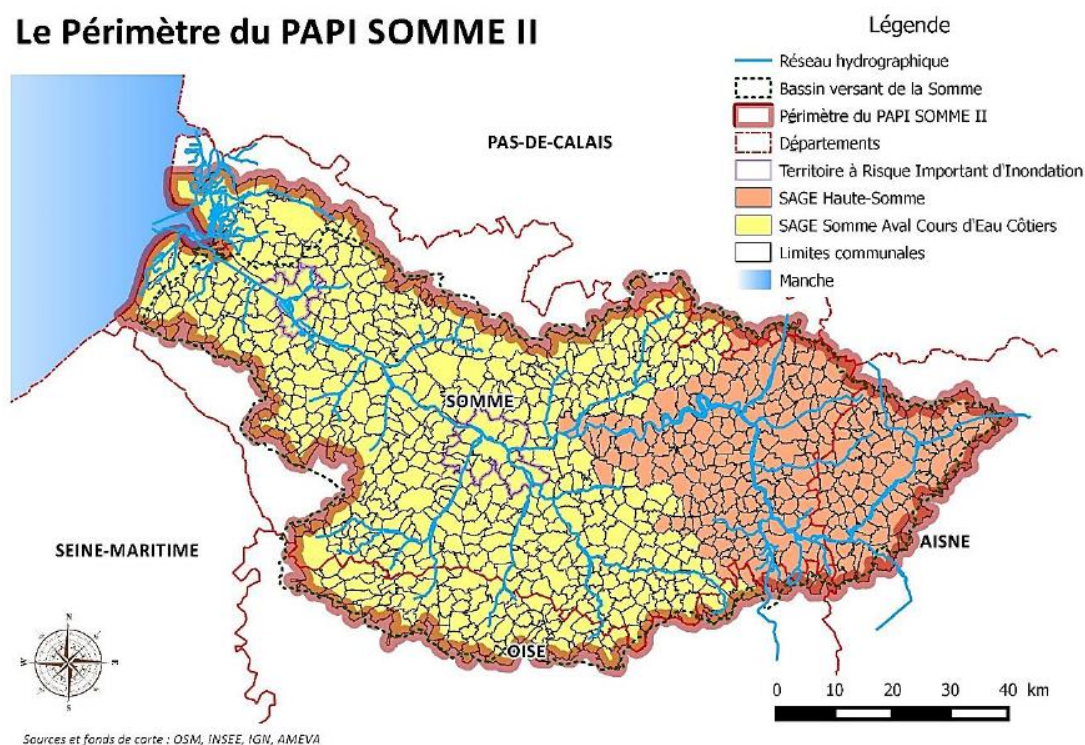 Le Périmètre du PAPI SOMME II
Légende
Réseau hydrographique
Bassin versant de la Somme
Périmètre du PAPI SOMME II
Départements
Territoire à Risque Important d'Inondation
SAGE Haute-Somme
SAGE Somme Aval Cours d'Eau Côtiers
Limites communales
Manche
PAS-DE-CALAIS
SOMME
SEINE-MARITIME
AISNE
OISE
N
W
E
S
0 10 20 30 40 km
Sources et fonds de carte : OSM, INSEE, IGN, AMEVA